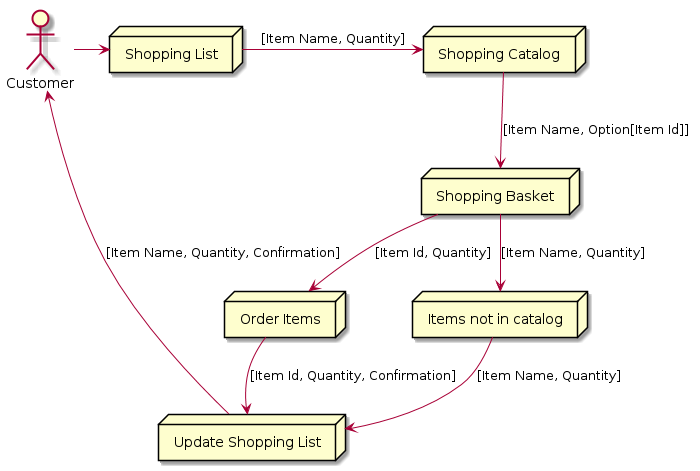 Customer
Shopping List
[Item Name, Quantity]
Shopping Catalog
[Item Name, Option[Item Id]]
Shopping Basket
[Item Name, Quantity, Confirmation]
[Item Id, Quantity]
[Item Name, Quantity]
Order Items
Items not in catalog
[Item Id, Quantity, Confirmation]
[Item Name, Quantity]
Update Shopping List